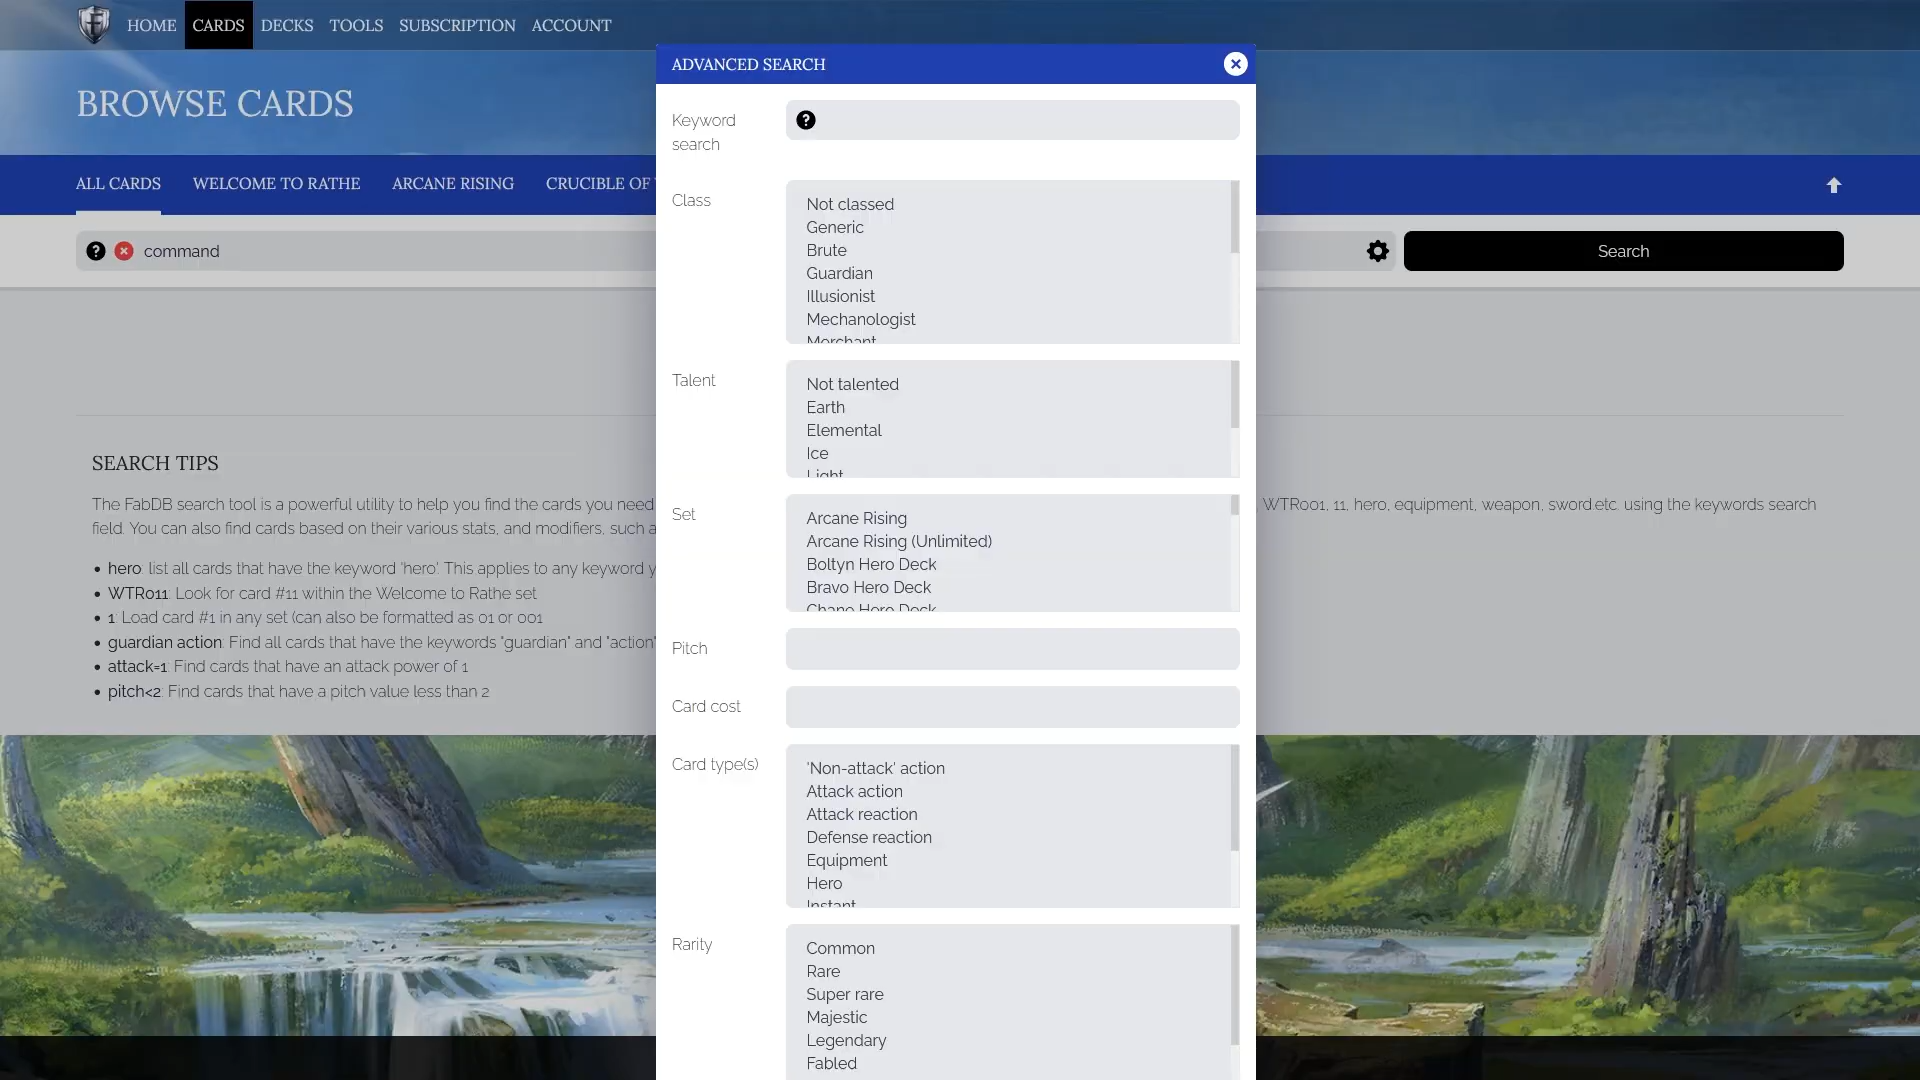 HOME CARDS DECKS TOOLS SUBSCRIPTION ACCOUNT
BROWSE CARDS
ALL CARDS WELCOME TO RATHE ARCANE RISING CRUCIBLE OF
command
Search
SEARCH TIPS
The FabDB search tool is a powerful utility to help you find the cards you need
WTR001, 11, hero, equipment, weapon, sword etc. using the keywords search
field. You can also find cards based on their various stats, and modifiers, such a
• hero: list all cards that have the keyword 'hero'. This applies to any keyword y
• WTR011: Look for card #11 within the Welcome to Rathe set
• 1: Load card #1 in any set (can also be formatted as 01 or 001
• guardian action: Find all cards that have the keywords "guardian" and "action"
• attack=1: Find cards that have an attack power of 1
• pitch<2: Find cards that have a pitch value less than 2
ADVANCED SEARCH
Keyword
search
Class
Not classed
Generic
Brute
Guardian
Illusionist
Mechanologist
Merchant
Talent
Not talented
Earth
Elemental
Ice
Light
Set
Arcane Rising
Arcane Rising (Unlimited)
Boltyn Hero Deck
Bravo Hero Deck
Chane Hero Deck
Pitch
Card cost
Card type(s)
'Non-attack' action
Attack action
Attack reaction
Defense reaction
Equipment
Hero
Instant
Rarity
Common
Rare
Super rare
Majestic
Legendary
Fabled